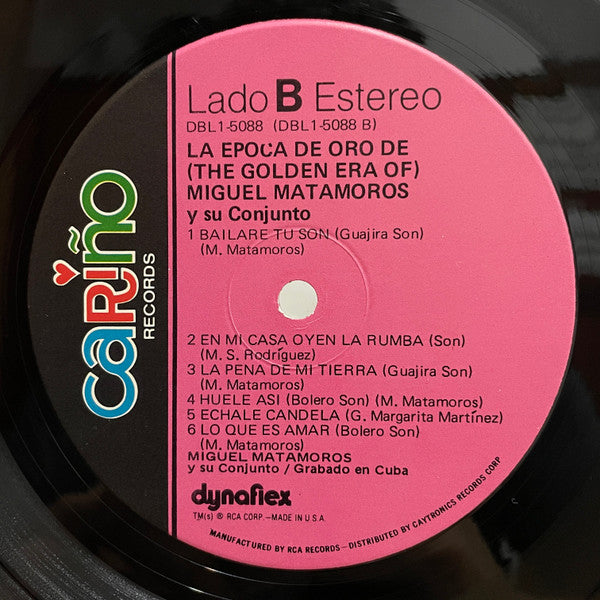 Lado B Estereo
DBL1-5088 (DBL1-5088 B)
LA EPOCA DE ORO DE
(THE GOLDEN ERA OF)
MIGUEL MATAMOROS
y su Conjunto
1 BAILARE TU SON (Guajira Son)
(M. Matamoros)
2 EN MI CASA OYEN LA RUMBA (Son)
(M. S. Rodríguez)
3 LA PENA DE MI TIERRA (Guajira Son)
(M. Matamoros)
4 HUELE ASI (Bolero Son) (M. Matamoros)
5 ECHALE CANDELA (G. Margarita Martínez)
6 LO QUE ES AMAR (Bolero Son)
(M. Matamoros)
MIGUEL MATAMOROS
y su Conjunto / Grabado en Cuba
dynaflex
TM(s) ® RCA CORP.—MADE IN U.S.A.
MANUFACTURED BY RCA RECORDS—DISTRIBUTED BY CAYTRONICS RECORDS CORP
CARIÑO
RECORDS